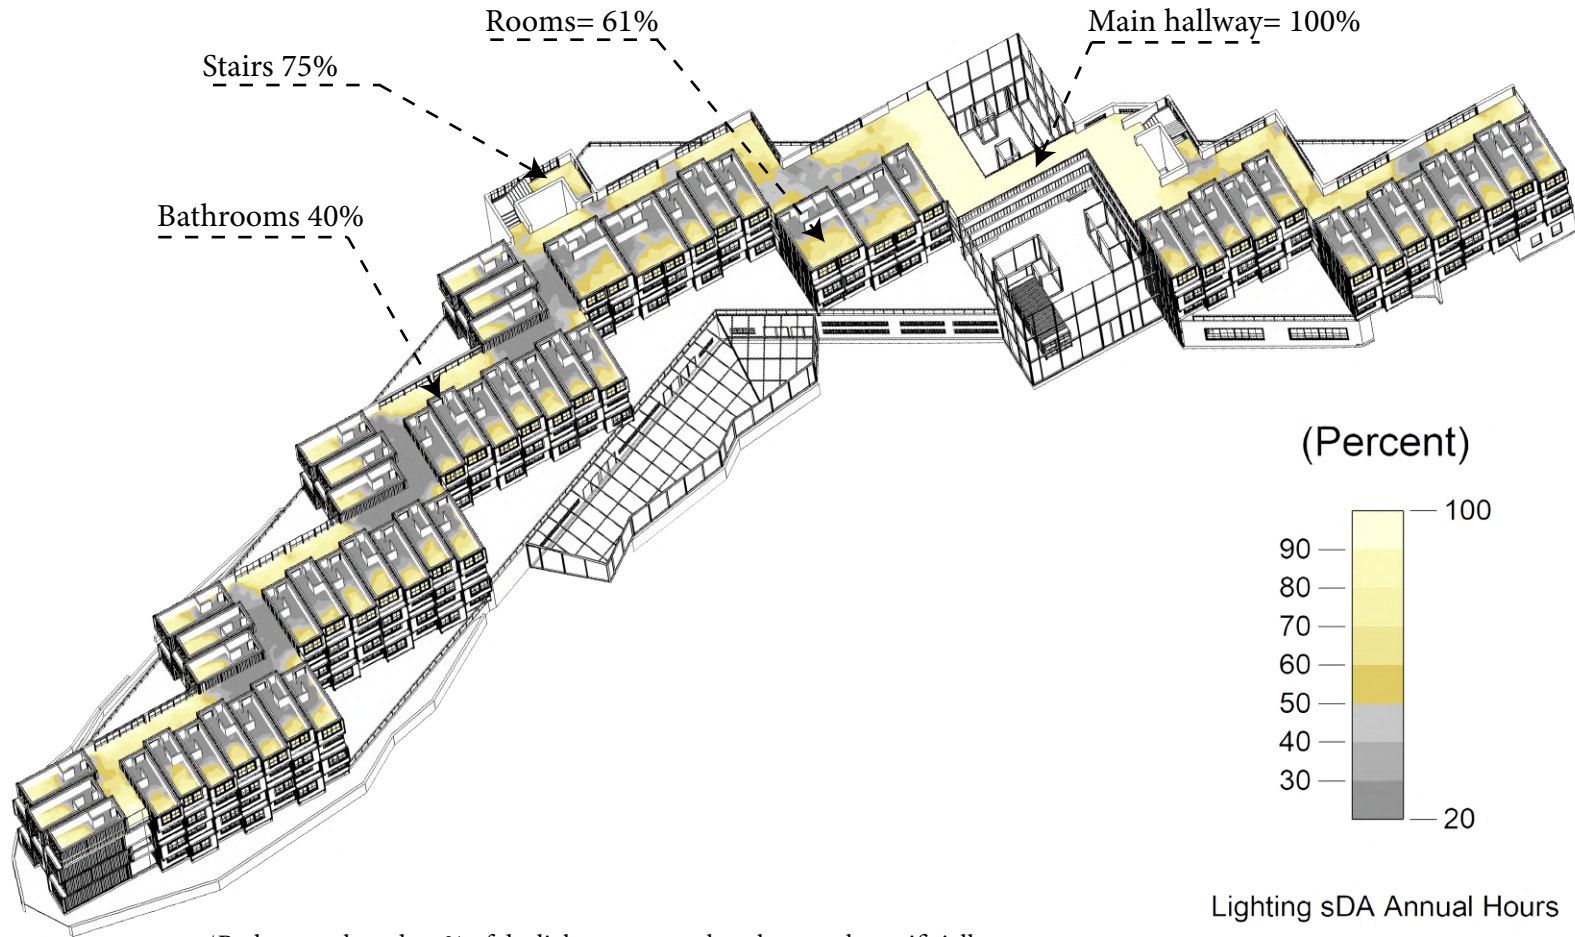 Rooms= 61%
Main hallway= 100%
Stairs 75%
Bathrooms 40%
(Percent)
100
90
80
70
60
50
40
30
20
Lighting sDA Annual Hours